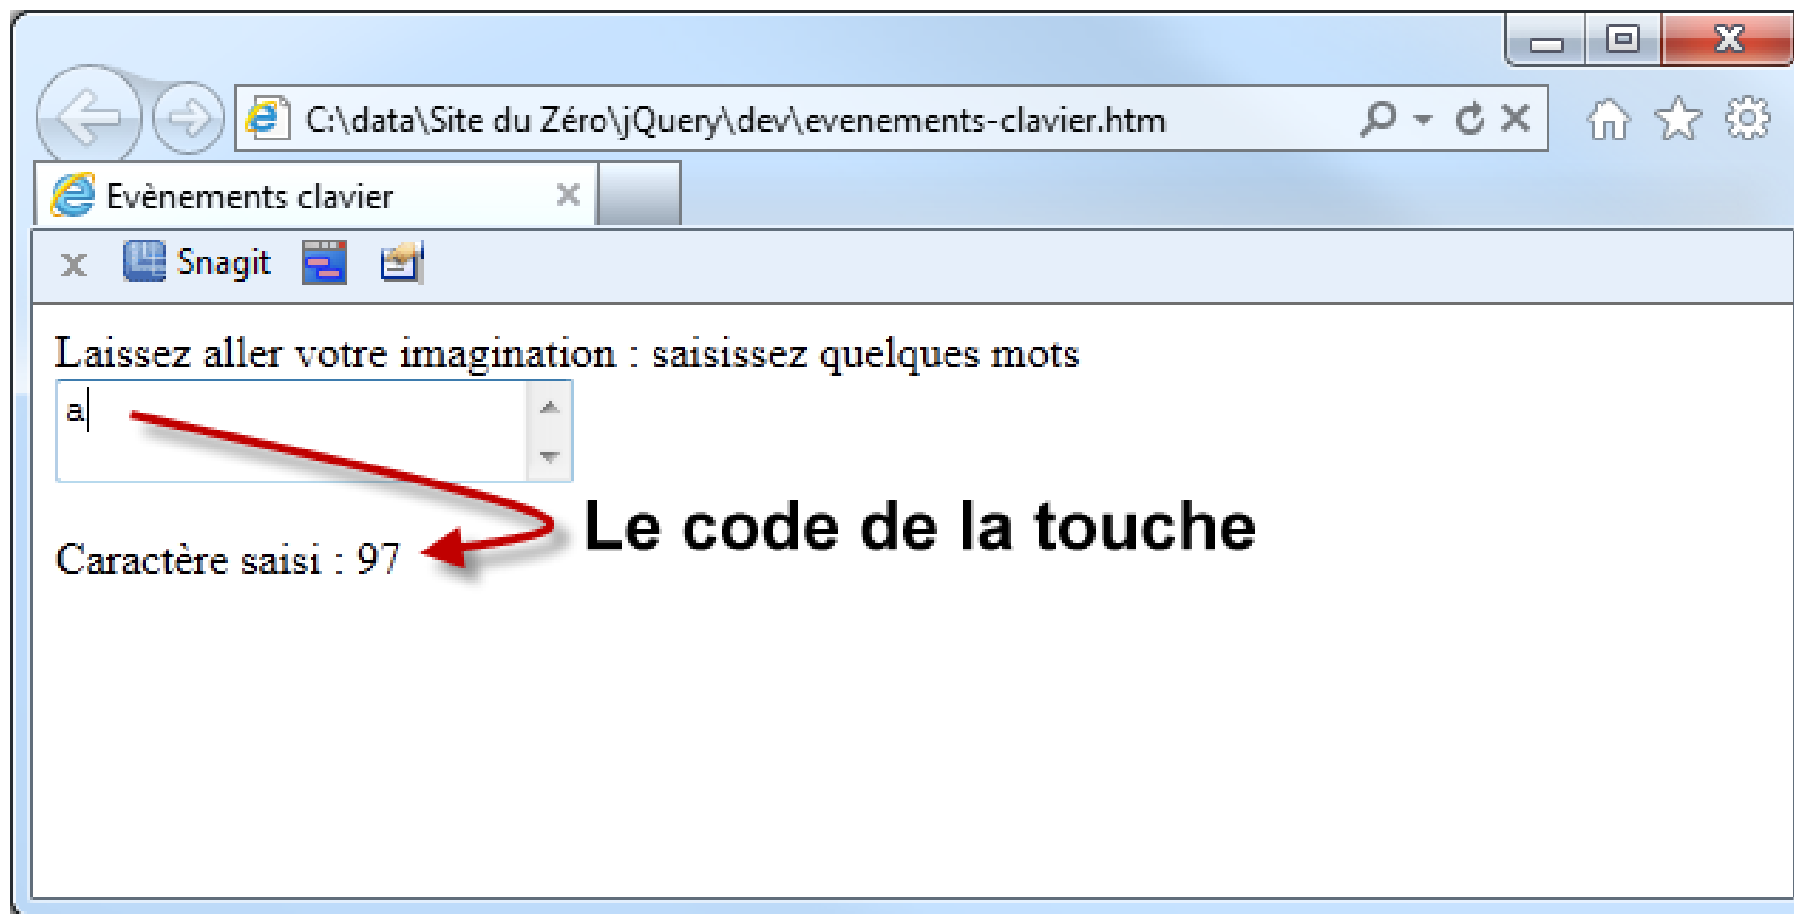 C:\data\Site du Zéro\jQuery\dev\evenements-clavier.htm
Evènements clavier
x Snagit
Laissez aller votre imagination : saisissez quelques mots
a
Le code de la touche
Caractère saisi : 97